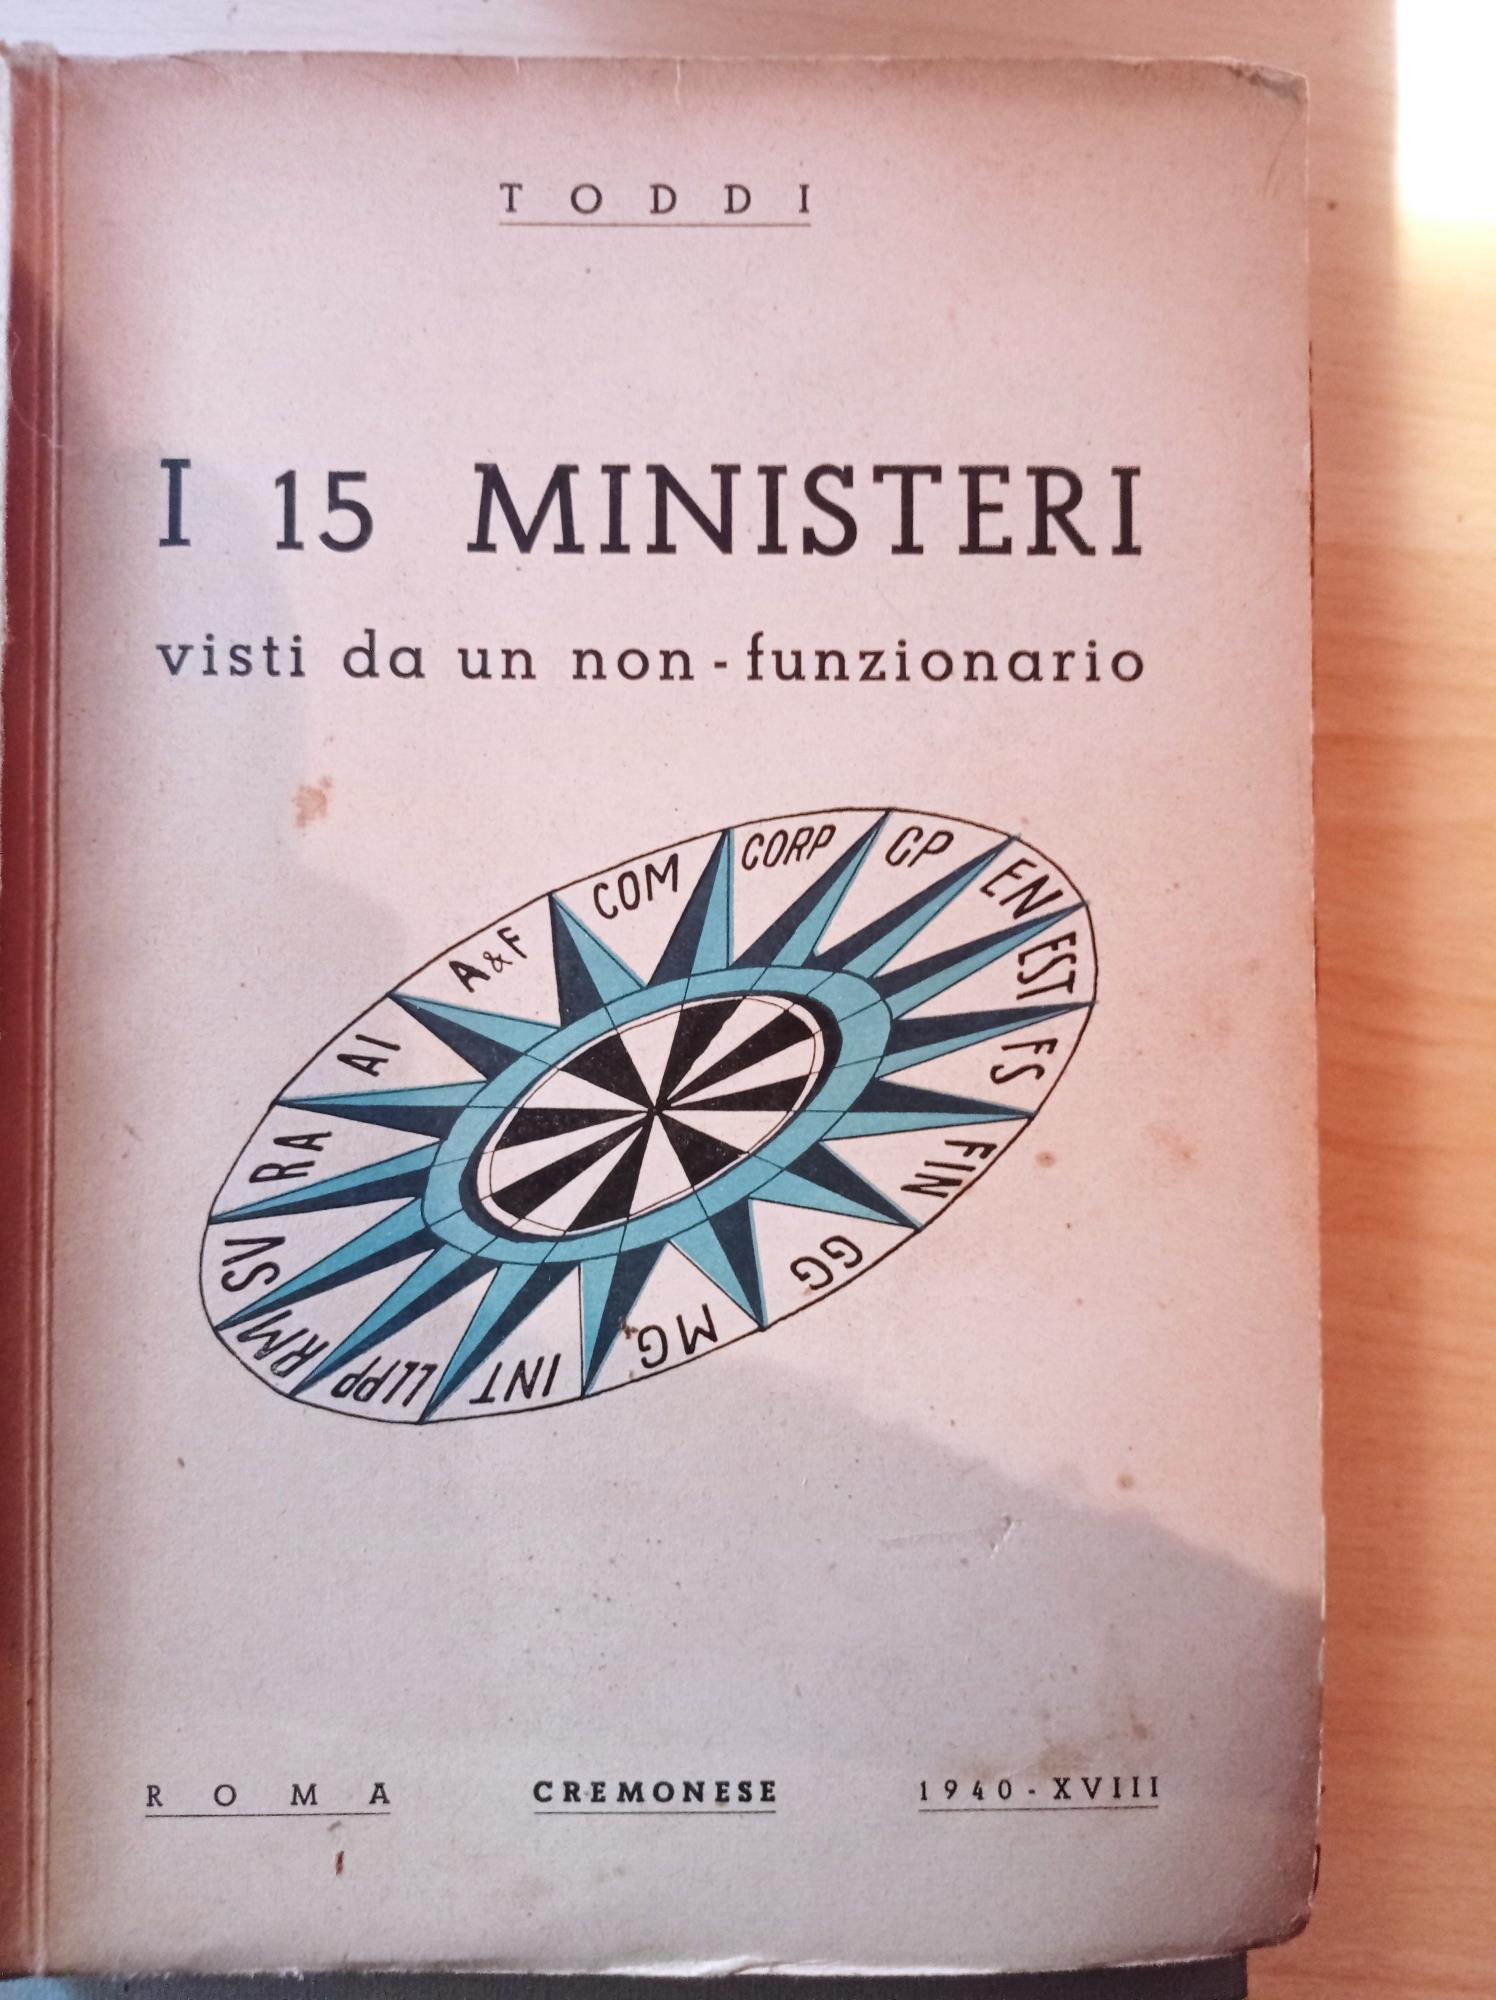 TODDI
I 15 MINISTERI
visti da un non-funzionario
A&F
COM
CORP
CP
EN
EST
FS
FIN
GG
MG
INT
LLPP
RM
SV
RA
AI
ROMA CREMONESE 1940-XVIII